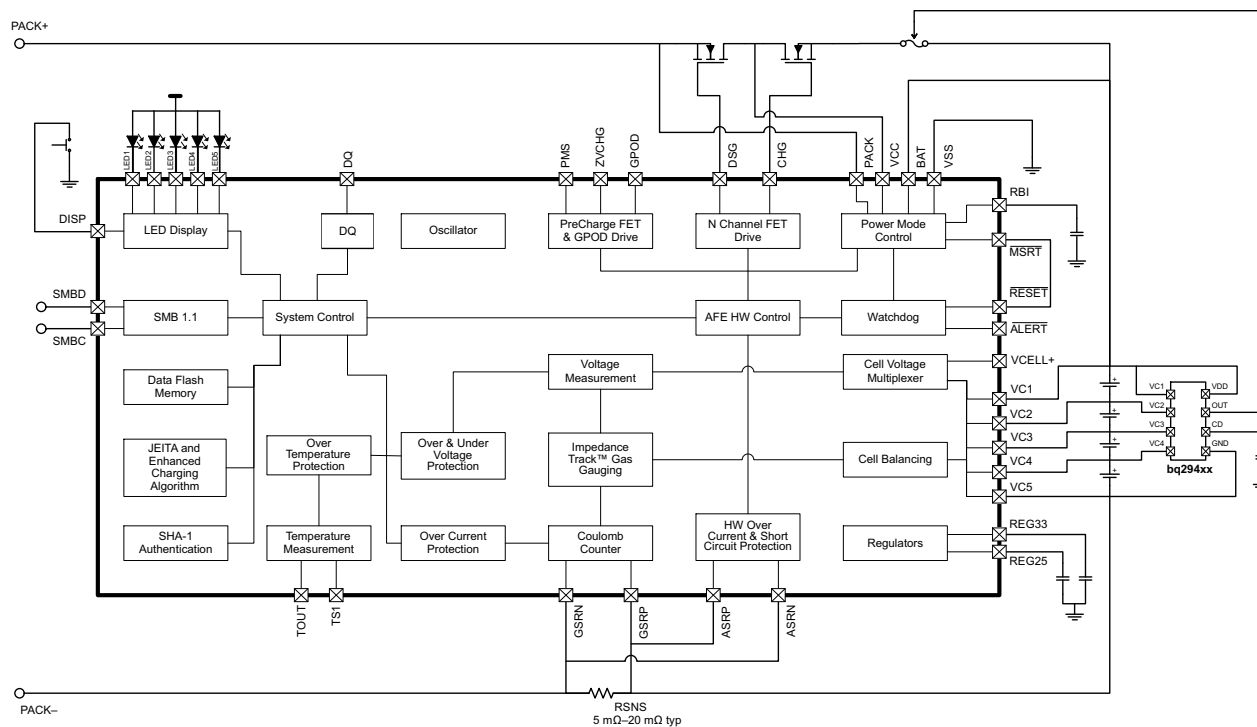 PACK+
LED1
LED2
LED3
LED4
LED5
DQ
PMS
ZVCHG
GPOD
DSG
CHG
PACK
VCC
BAT
VSS
DISP
LED Display
DQ
Oscillator
PreCharge FET
& GPOD Drive
N Channel FET
Drive
Power Mode
Control
RBI
MSRT
RESET
ALERT
SMBD
SMBC
SMB 1.1
System Control
AFE HW Control
Watchdog
Data Flash
Memory
Voltage
Measurement
Cell Voltage
Multiplexer
VCELL+
VC1
VC2
VC3
VC4
VC5
+
+
+
+
VC1
VC2
VC3
VC4
VDD
OUT
CD
GND
bq294xx
JEITA and
Enhanced
Charging
Algorithm
Over
Temperature
Protection
Over & Under
Voltage
Protection
Impedance
Track™ Gas
Gauging
Cell Balancing
SHA-1
Authentication
Temperature
Measurement
Over Current
Protection
Coulomb
Counter
HW Over
Current & Short
Circuit Protection
Regulators
REG33
REG25
TOUT
TS1
GSRN
GSRP
ASRP
ASRN
PACK–
RSNS
5 mΩ–20 mΩ typ